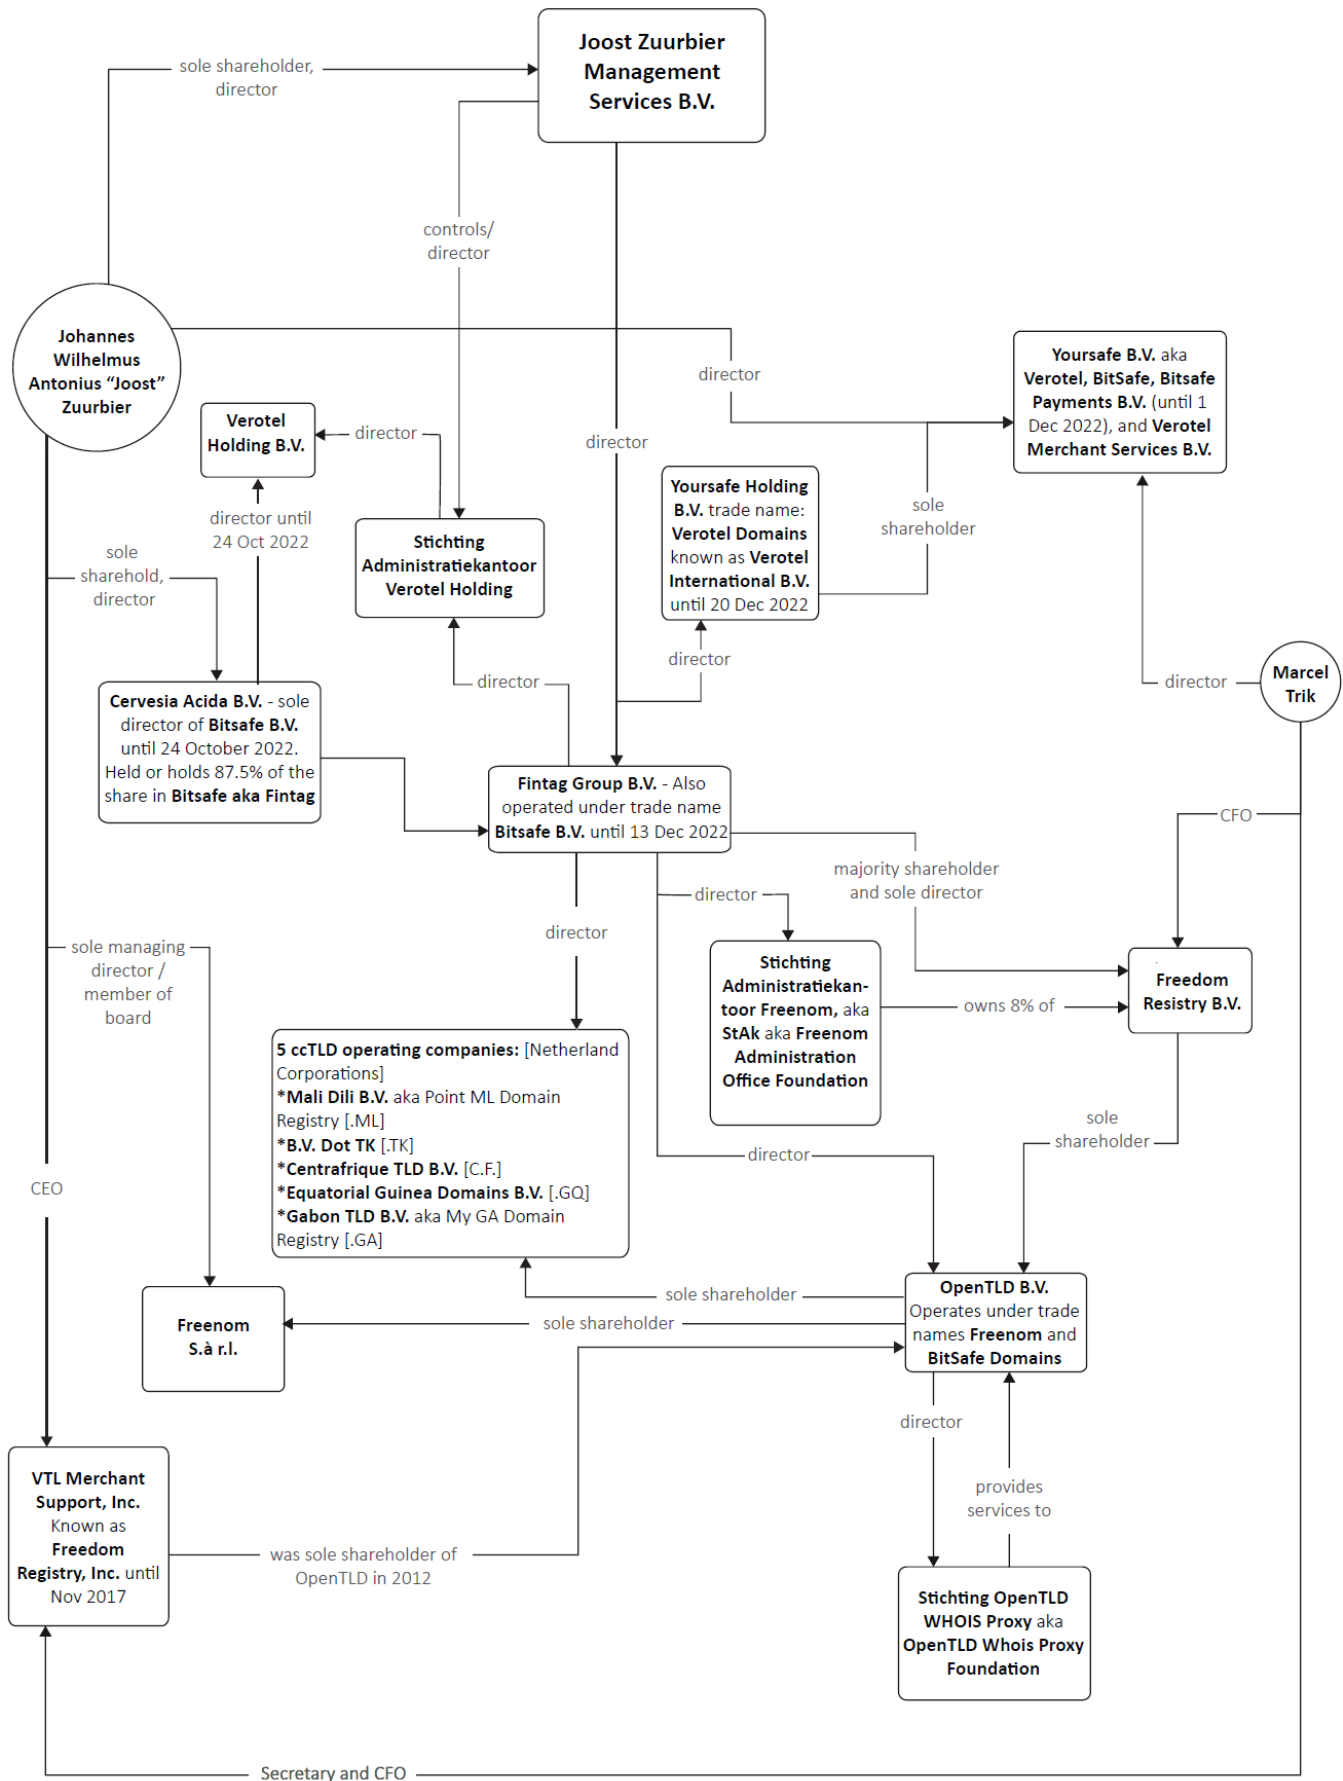 Joost Zuurbier
Management
Services B.V.
sole shareholder,
director
controls/
director
Johannes
Wilhelmus
Antonius “Joost”
Zuurbier
director
Yoursafe B.V. aka
Verotel, BitSafe, Bitsafe
Payments B.V. (until 1
Dec 2022), and Verotel
Merchant Services B.V.
Verotel
Holding B.V.
director
director
Yoursafe Holding
B.V. trade name:
Verotel Domains
known as Verotel
International B.V.
until 20 Dec 2022
sole
shareholder
director until
24 Oct 2022
Stichting
Administratiekantoor
Verotel Holding
sole
sharehold,
director
director
director
director
Marcel
Trik
Cervesia Acida B.V. - sole
director of Bitsafe B.V.
until 24 October 2022.
Held or holds 87.5% of the
share in Bitsafe aka Fintag
Fintag Group B.V. - Also
operated under trade name
Bitsafe B.V. until 13 Dec 2022
CFO
majority shareholder
and sole director
director
director
sole managing
director /
member of
board
Stichting
Administratiekan-
toor Freenom, aka
StAk aka Freenom
Administration
Office Foundation
owns 8% of
Freedom
Resistry B.V.
5 ccTLD operating companies: [Netherland
Corporations]
*Mali Dili B.V. aka Point ML Domain
Registry [.ML]
*B.V. Dot TK [.TK]
*Centrafrique TLD B.V. [C.F.]
*Equatorial Guinea Domains B.V. [.GQ]
*Gabon TLD B.V. aka My GA Domain
Registry [.GA]
sole
shareholder
director
CEO
sole shareholder
sole shareholder
OpenTLD B.V.
Operates under trade
names Freenom and
BitSafe Domains
Freenom
S.à r.l.
director
provides
services to
VTL Merchant
Support, Inc.
Known as
Freedom
Registry, Inc. until
Nov 2017
was sole shareholder of
OpenTLD in 2012
Stichting OpenTLD
WHOIS Proxy aka
OpenTLD Whois Proxy
Foundation
Secretary and CFO